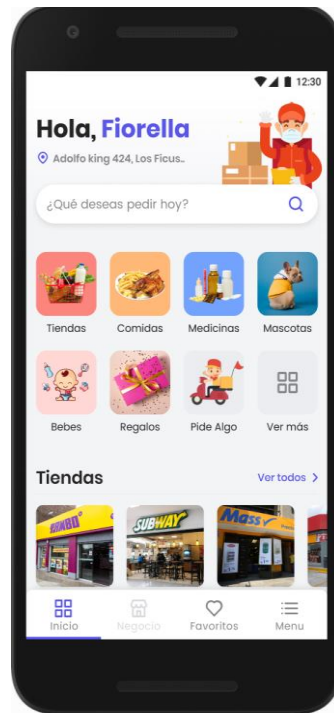 12:30
Hola, Fiorella
Adolfo king 424, Los Ficus..
¿Qué deseas pedir hoy?
Tiendas Comidas Medicinas Mascotas
Bebes Regalos Pide Algo Ver más
Tiendas Ver todos
SUBWAY Mass
Inicio Negocio Favoritos Menu